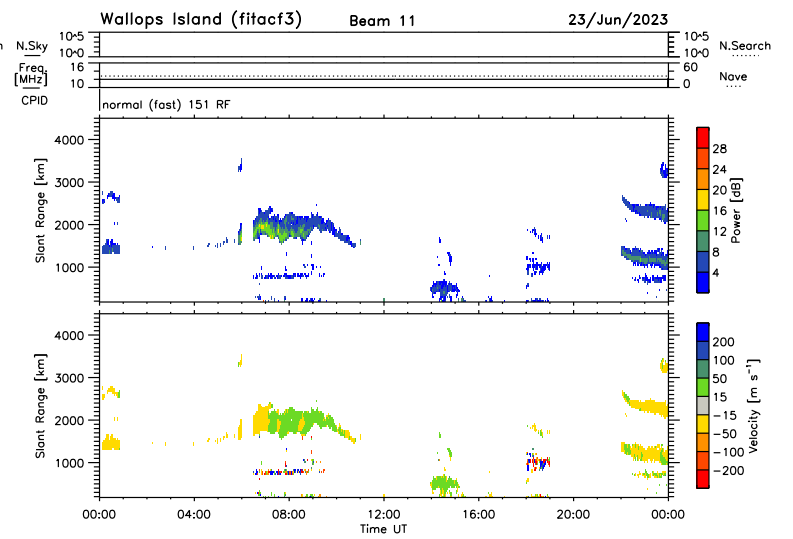 Wallops Island (fitacf3) Beam 11 23/Jun/2023
n N.Sky 10^5 10^5 N.Search
10^0 10^0
Freq. 16 60 Nave
[MHz] 10 0
CPID normal (fast) 151 RF
Slant Range [km]
4000
3000
2000
1000
28
24
20
16
12
8
4
Power [dB]
Slant Range [km]
4000
3000
2000
1000
200
100
50
15
-15
-50
-100
-200
Velocity [m s⁻¹]
00:00 04:00 08:00 12:00 16:00 20:00 00:00
Time UT